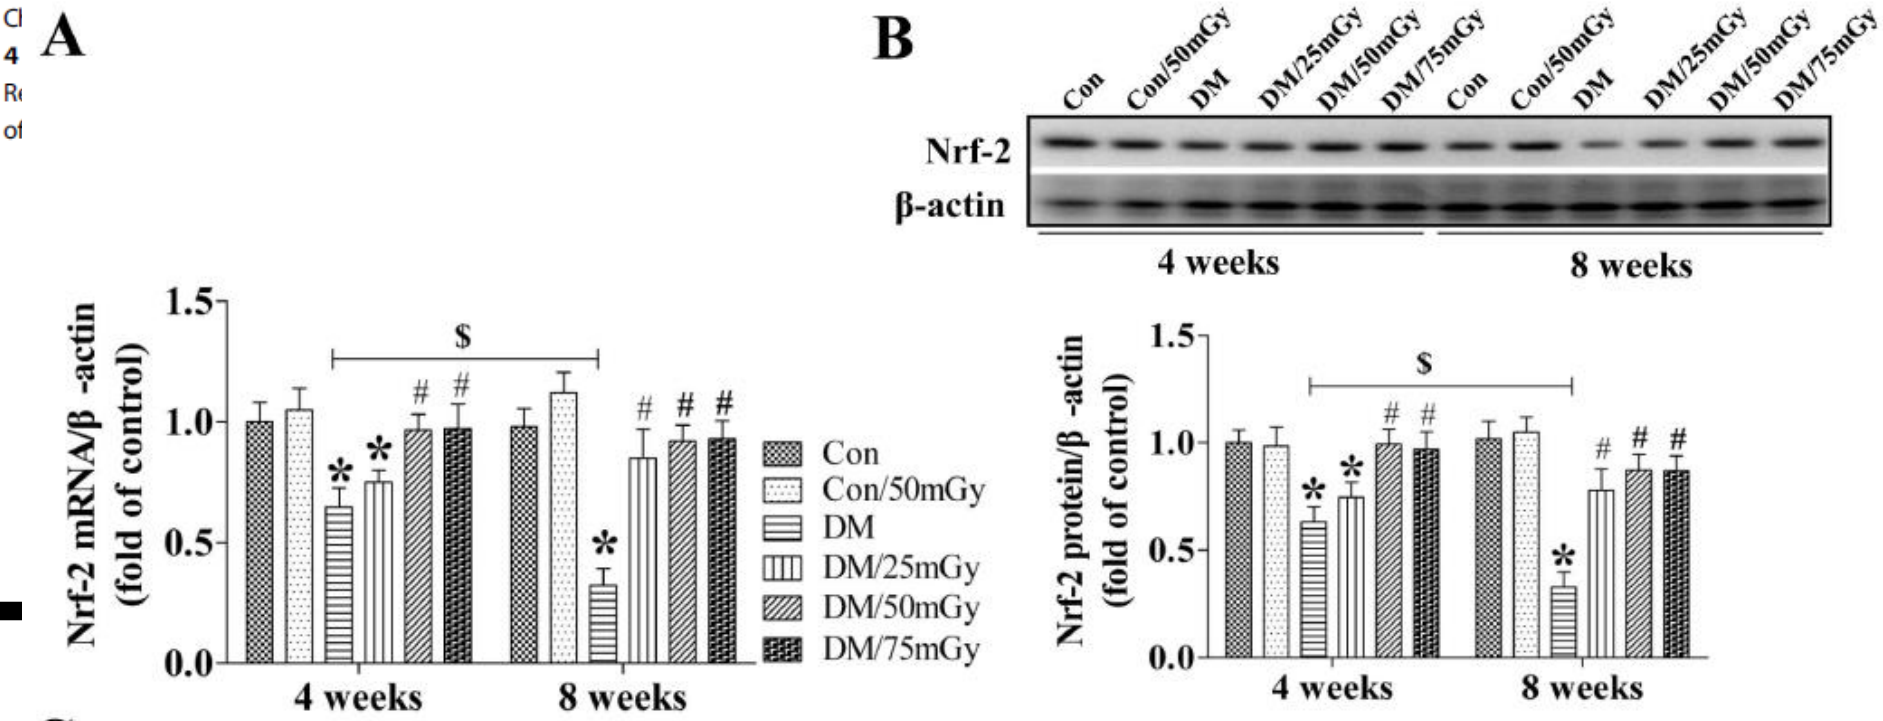 A
4
of
1.5
1.0
0.5
0.0
Nrf-2 mRNA/β -actin
(fold of control)
$
*
*
#
#
*
#
#
#
4 weeks
8 weeks
Con
Con/50mGy
DM
DM/25mGy
DM/50mGy
DM/75mGy
B
Con
Con/50mGy
DM
DM/25mGy
DM/50mGy
DM/75mGy
Con
Con/50mGy
DM
DM/25mGy
DM/50mGy
DM/75mGy
Nrf-2
β-actin
4 weeks
8 weeks
1.5
1.0
0.5
0.0
Nrf-2 protein/β -actin
(fold of control)
$
*
*
#
#
*
#
#
#
4 weeks
8 weeks